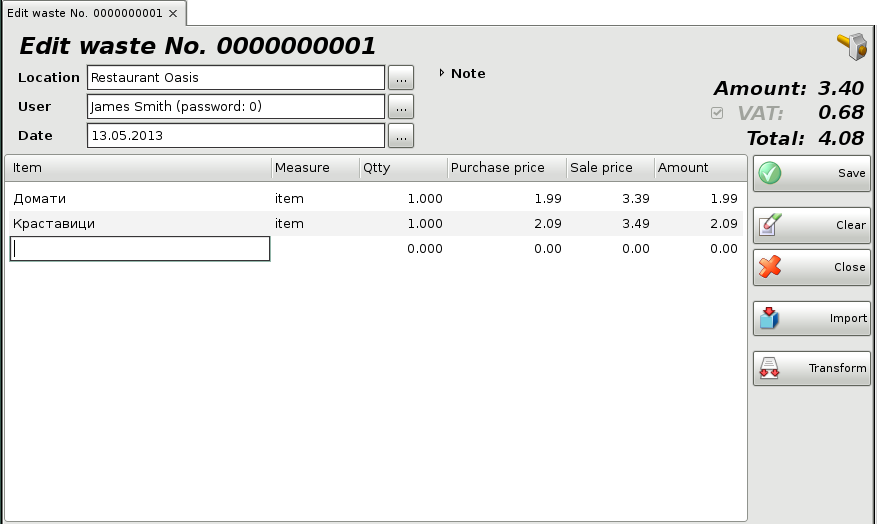 Edit waste No. 0000000001 ×
Edit waste No. 0000000001
Location Restaurant Oasis ...
User James Smith (password: 0) ...
Date 13.05.2013 ...
Note
Amount: 3.40
VAT: 0.68
Total: 4.08
Item Measure Qtty Purchase price Sale price Amount
Домати item 1.000 1.99 3.39 1.99
Краставици item 1.000 2.09 3.49 2.09
0.000 0.00 0.00 0.00
Save
Clear
Close
Import
Transform